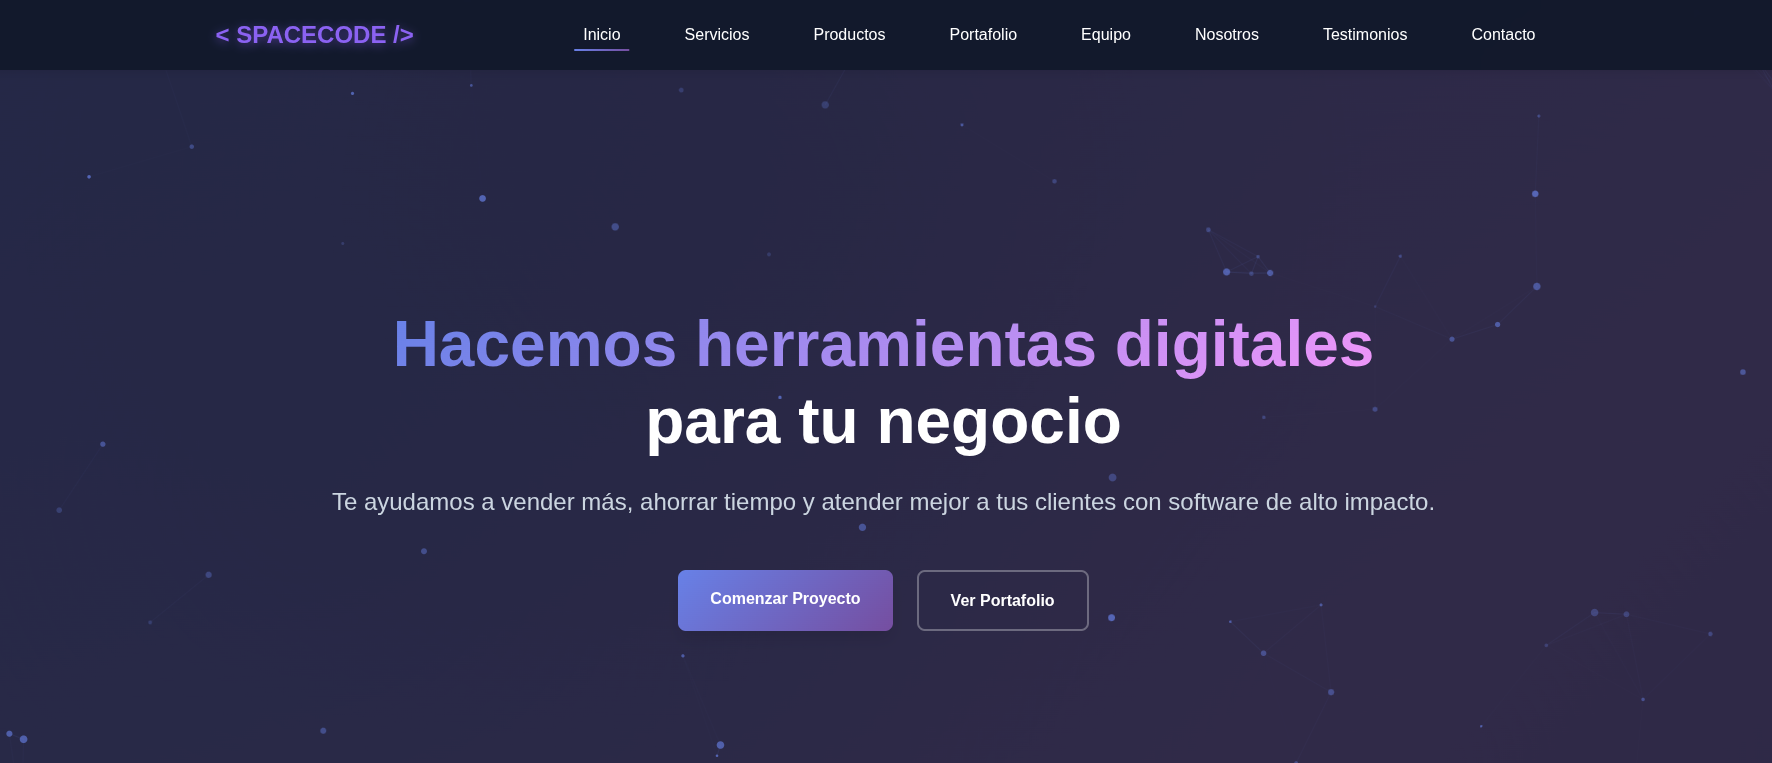 < SPACECODE />
Inicio
Servicios
Productos
Portafolio
Equipo
Nosotros
Testimonios
Contacto
Hacemos herramientas digitales
para tu negocio
Te ayudamos a vender más, ahorrar tiempo y atender mejor a tus clientes con software de alto impacto.
Comenzar Proyecto
Ver Portafolio